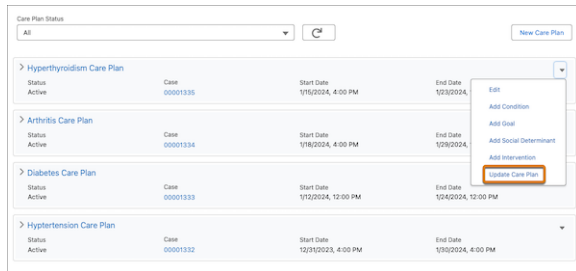 Care Plan Status
All
New Care Plan
Hyperthyroidism Care Plan
Status Case Start Date End Date
Active 00001335 1/15/2024, 4:00 PM 1/23/2024,
Edit
Add Condition
Add Goal
Add Social Determinant
Add Intervention
Update Care Plan
Arthritis Care Plan
Status Case Start Date End Date
Active 00001334 1/18/2024, 4:00 PM 1/29/2024,
Diabetes Care Plan
Status Case Start Date End Date
Active 00001333 1/12/2024, 12:00 PM 1/24/2024, 12:00 PM
Hyptertension Care Plan
Status Case Start Date End Date
Active 00001332 12/31/2023, 4:00 PM 1/30/2024, 4:00 PM